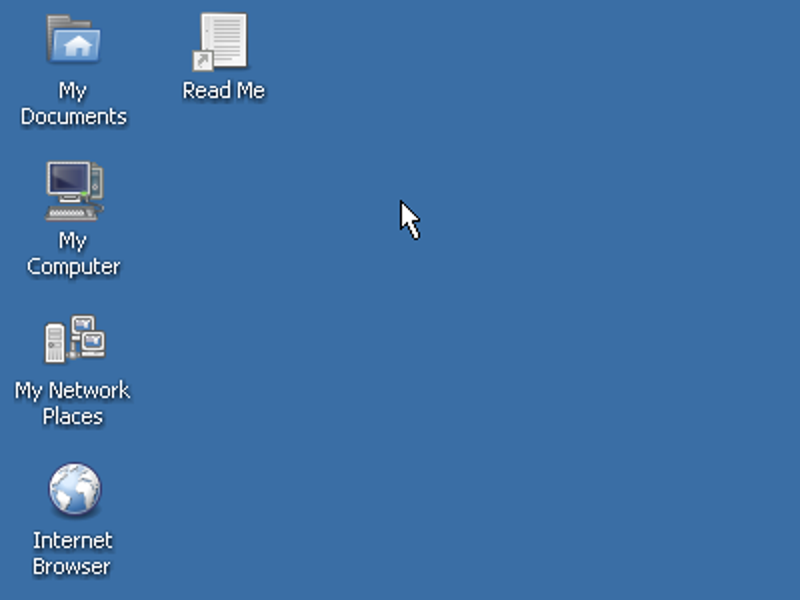 My
Documents
Read Me
My
Computer
My Network
Places
Internet
Browser